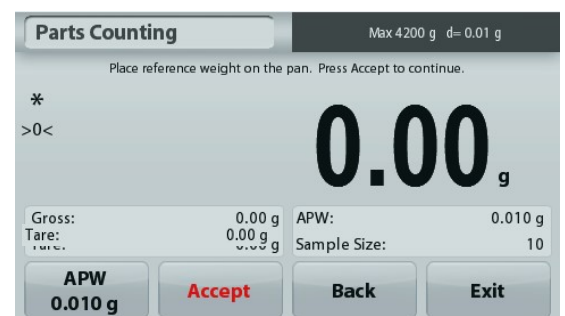 Parts Counting
Max 4200 g d= 0.01 g
Place reference weight on the pan. Press Accept to continue.
*
>0<
0.00 g
Gross: 0.00 g
Tare: 0.00 g
APW: 0.010 g
Sample Size: 10
APW
0.010 g
Accept
Back
Exit